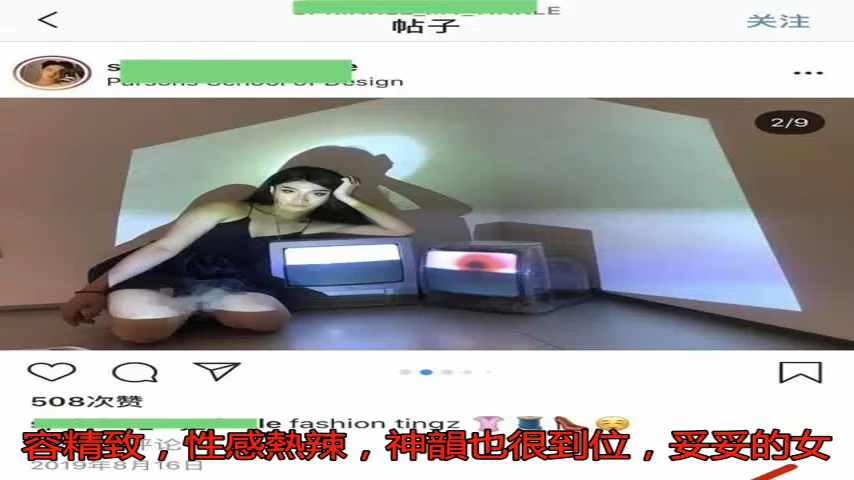 帖子
关注
Parsons School of Design
2/9
508次赞
le fashion tingz
容精致，性感熱辣，神韻也很到位，妥妥的女
2019年8月16日